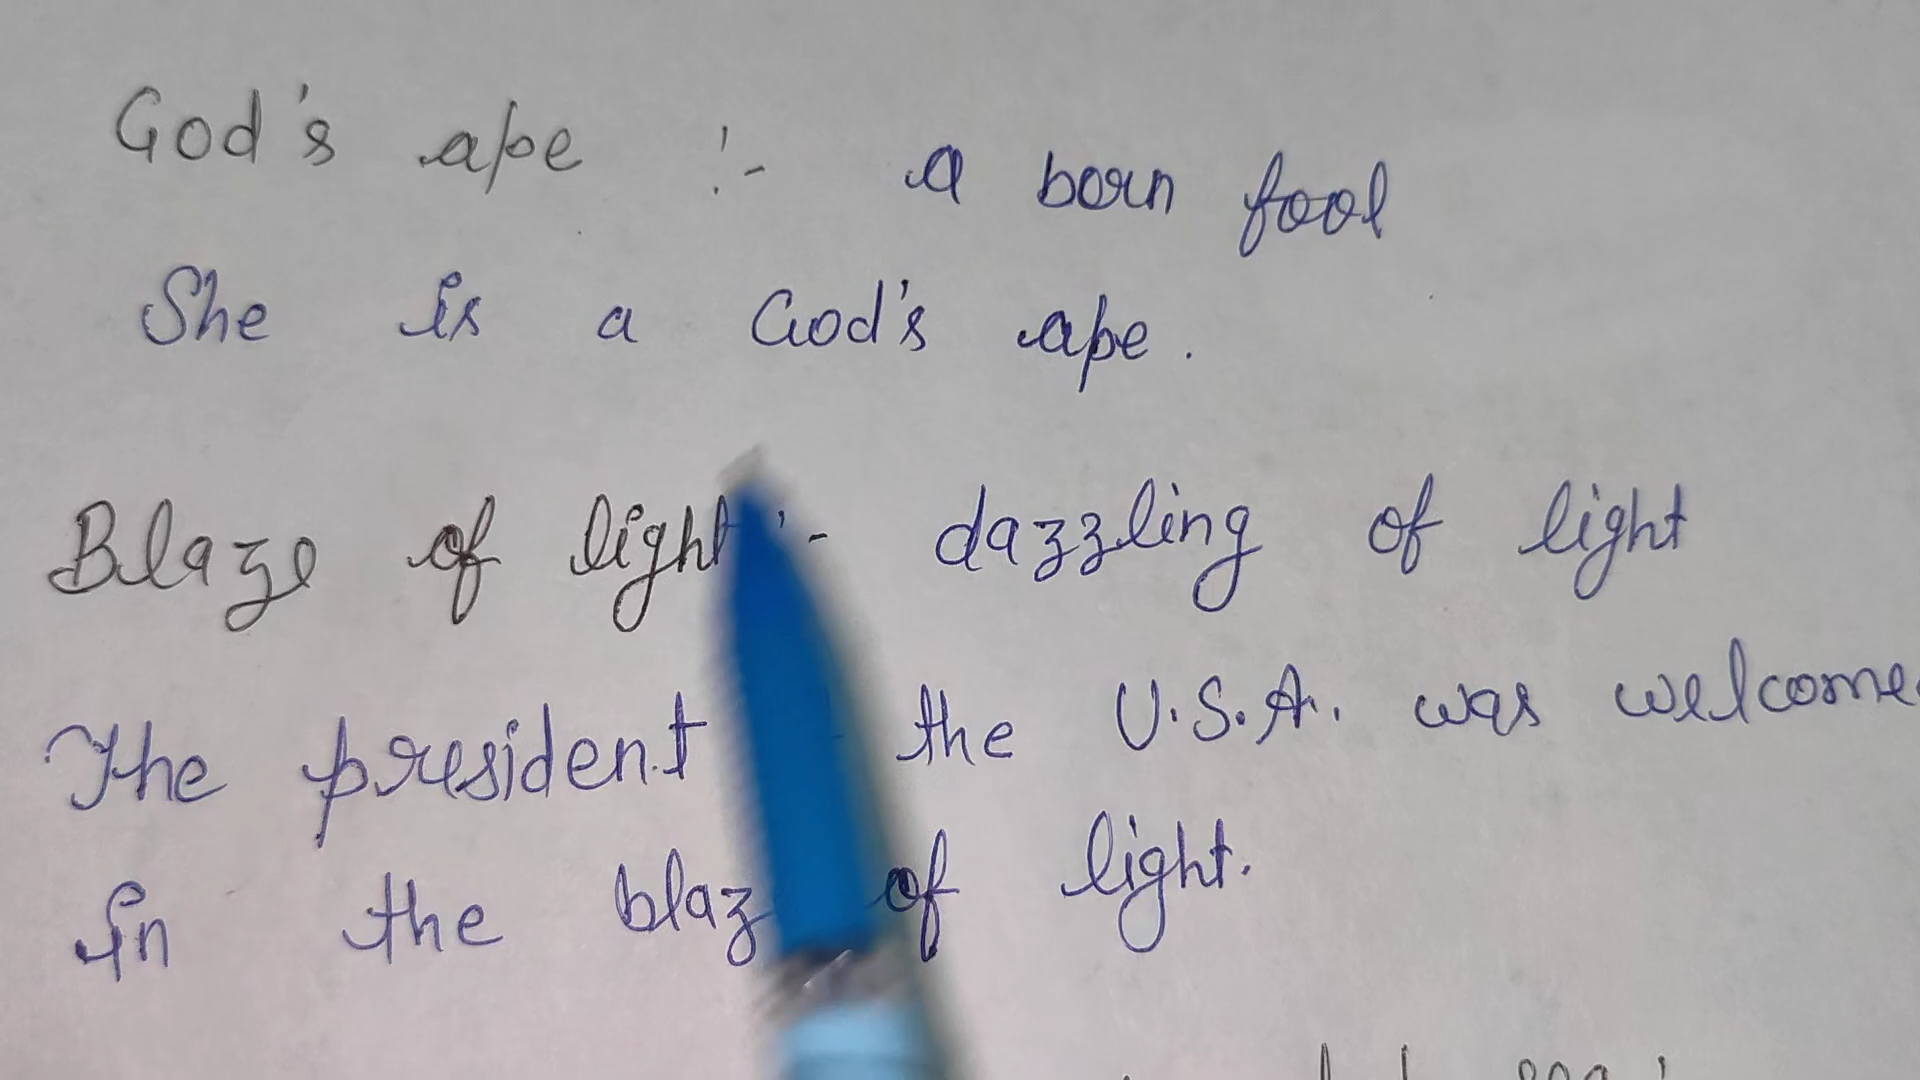 God's ape :- a born fool
She is a God's ape.
Blaze of light :- dazzling of light
The president the U.S.A. was welcome
in the blaz of light.